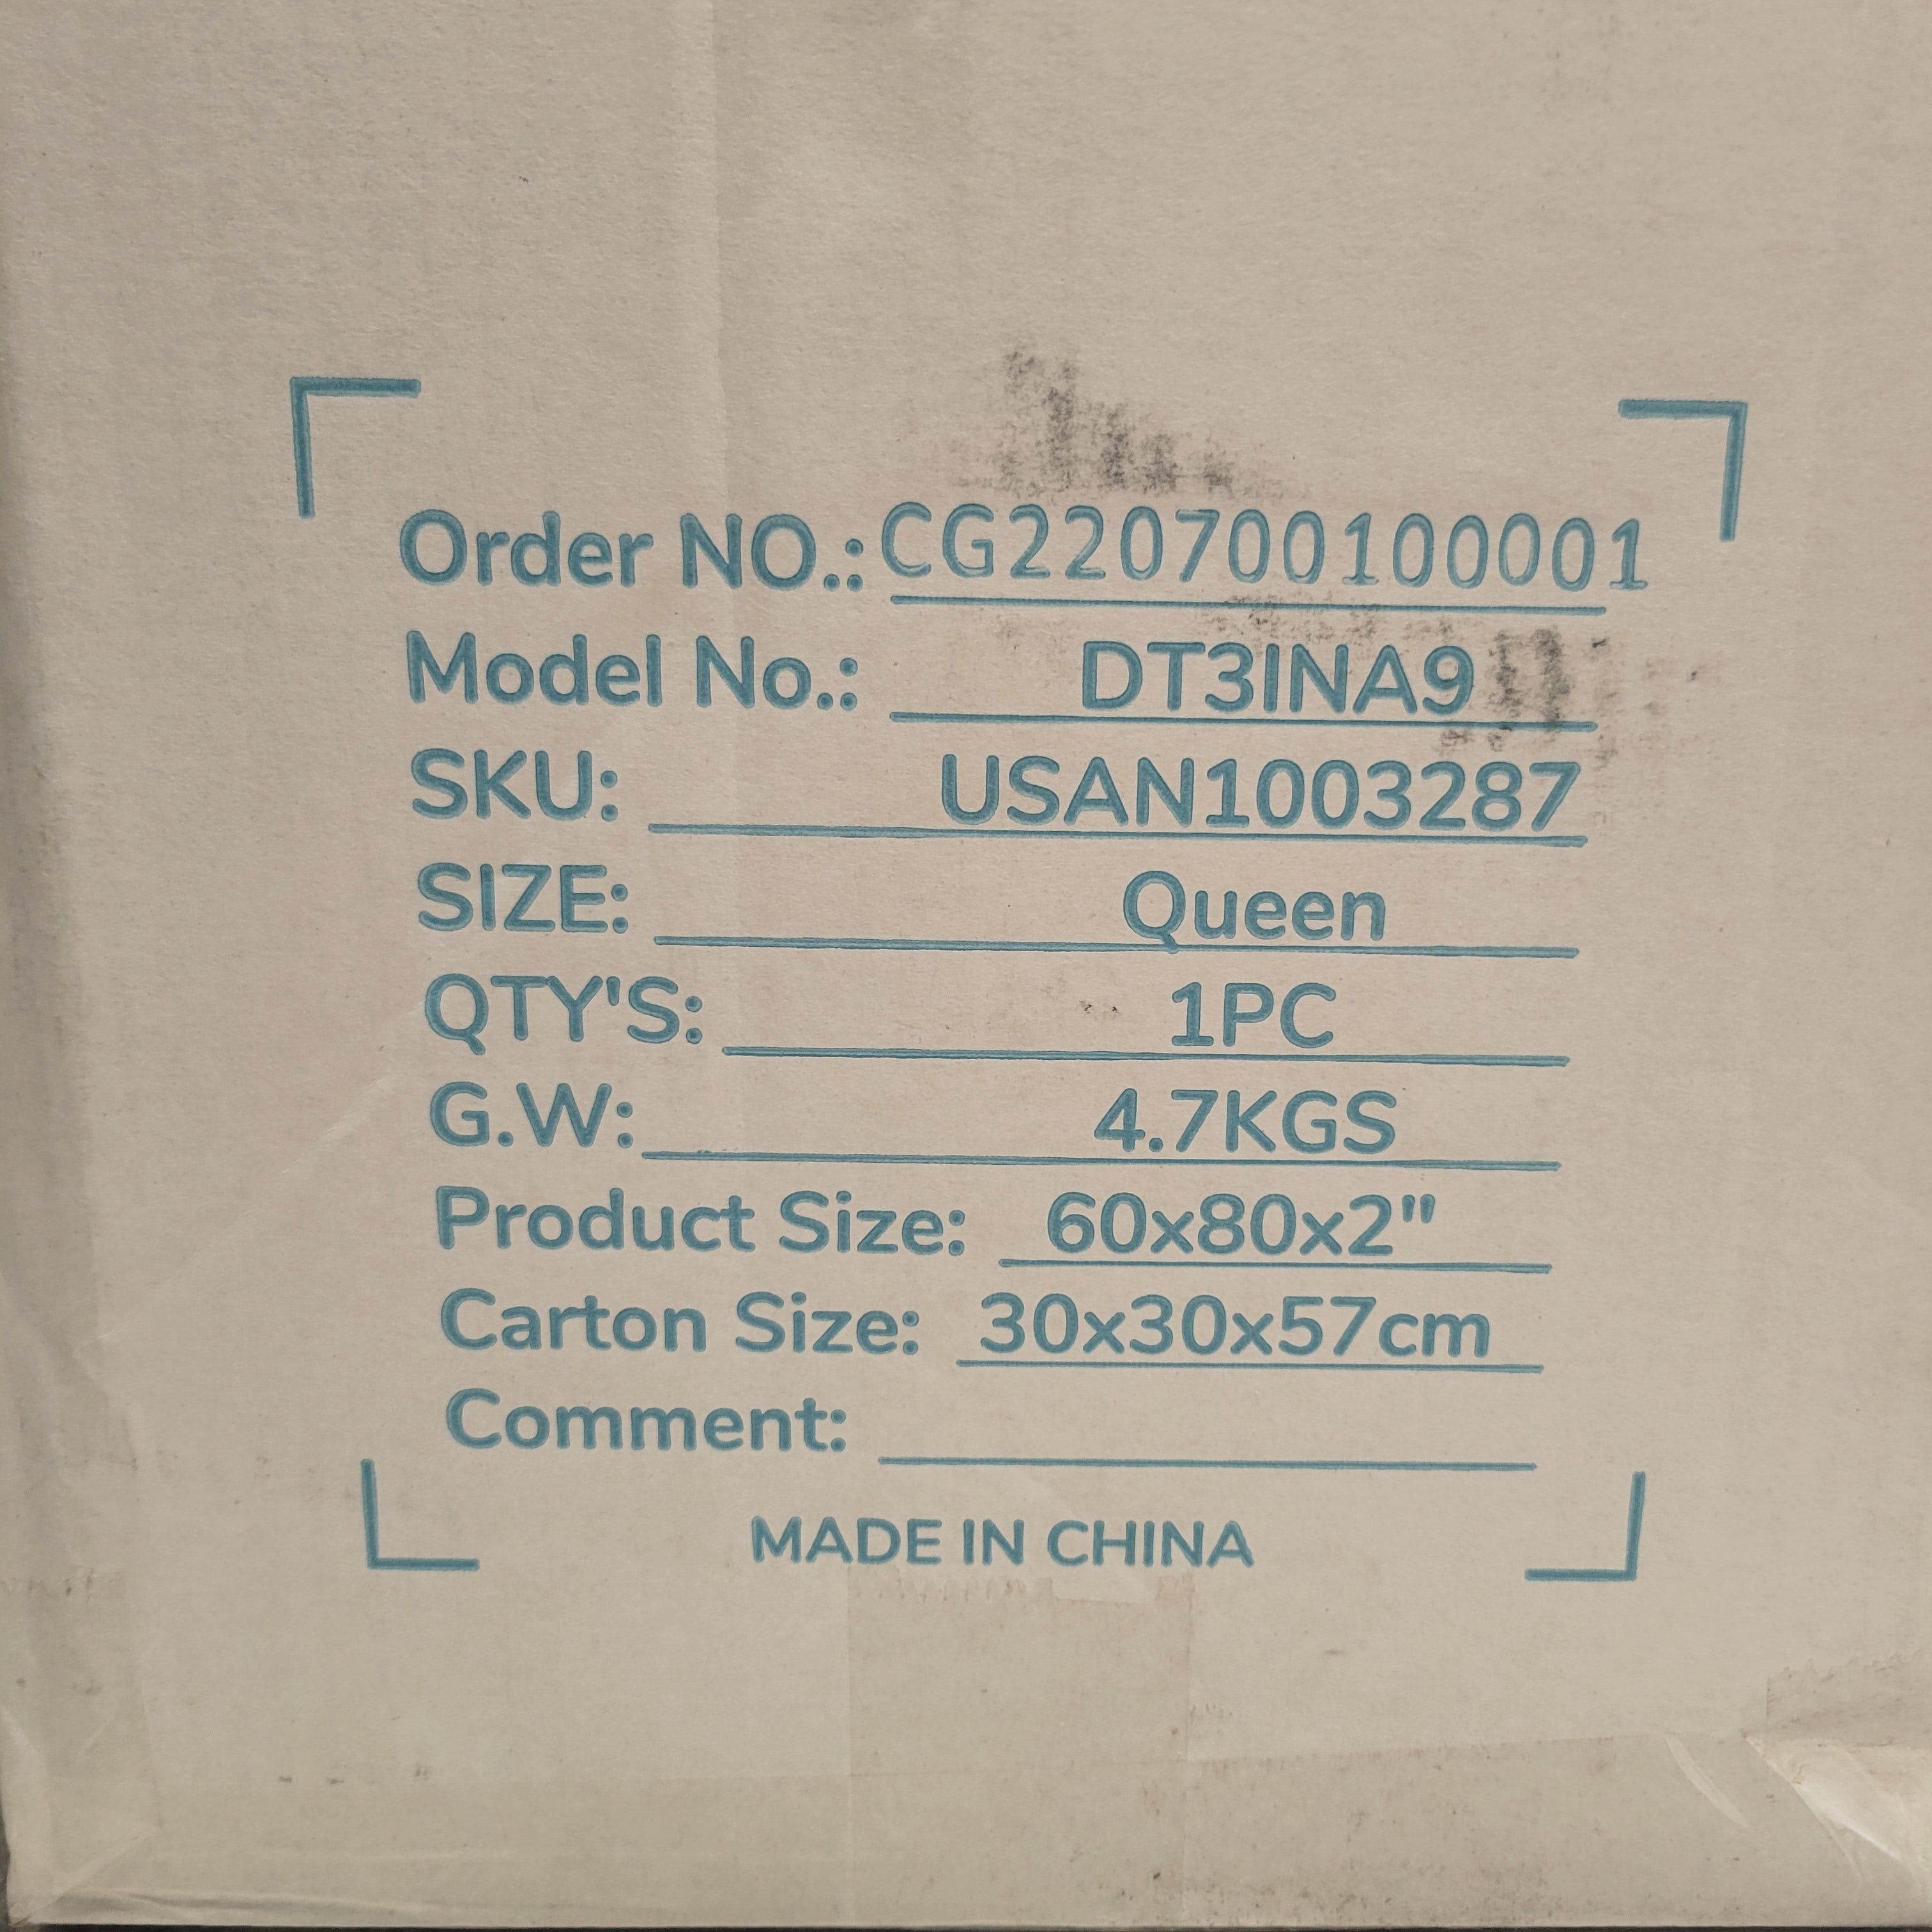 Order NO.: CG220700100001
Model No.: DT3INA9
SKU: USAN1003287
SIZE: Queen
QTY'S: 1PC
G.W: 4.7KGS
Product Size: 60x80x2"
Carton Size: 30x30x57cm
Comment:
MADE IN CHINA